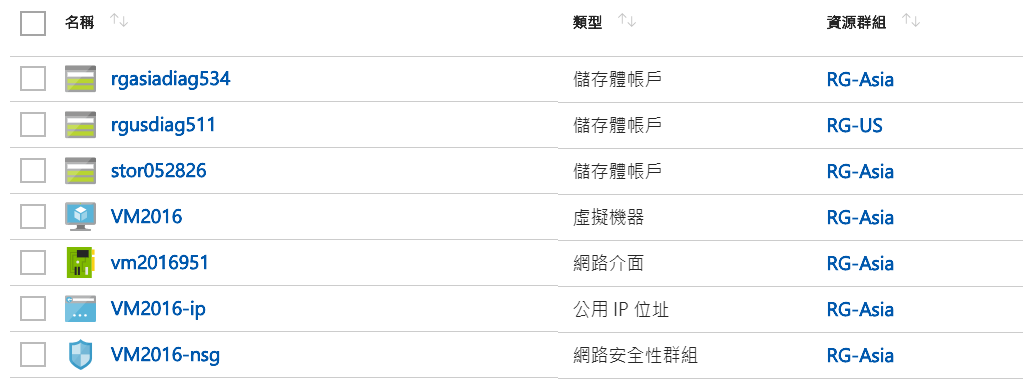 名稱 類型 資源群組
rgasiadiag534 儲存體帳戶 RG-Asia
rgusdiag511 儲存體帳戶 RG-US
stor052826 儲存體帳戶 RG-Asia
VM2016 虛擬機器 RG-Asia
vm2016951 網路介面 RG-Asia
VM2016-ip 公用 IP 位址 RG-Asia
VM2016-nsg 網路安全性群組 RG-Asia